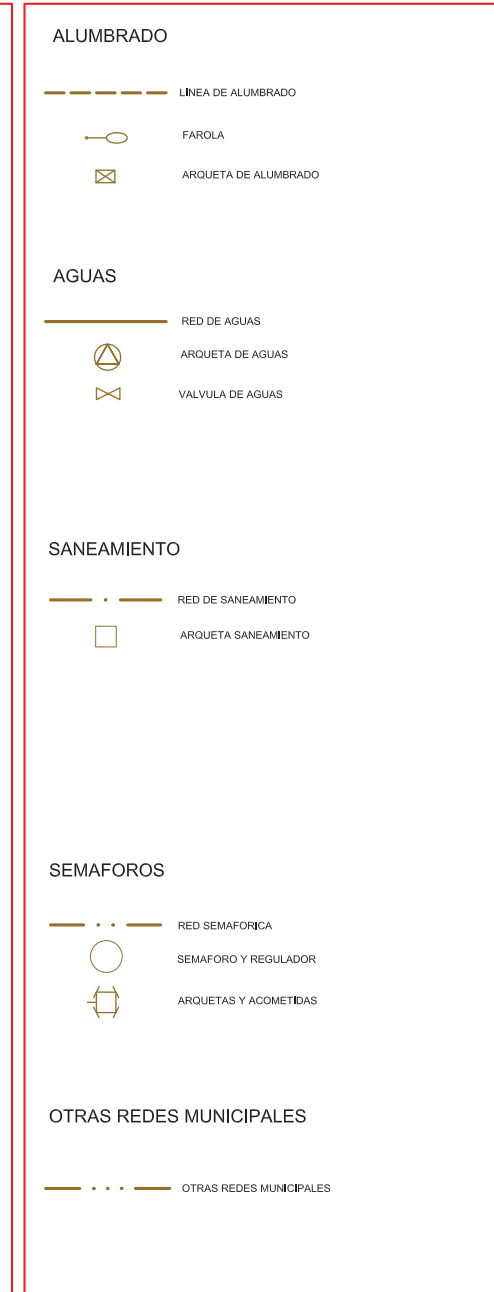 ALUMBRADO
LINEA DE ALUMBRADO
FAROLA
ARQUETA DE ALUMBRADO
AGUAS
RED DE AGUAS
ARQUETA DE AGUAS
VALVULA DE AGUAS
SANEAMIENTO
RED DE SANEAMIENTO
ARQUETA SANEAMIENTO
SEMAFOROS
RED SEMAFORICA
SEMAFORO Y REGULADOR
ARQUETAS Y ACOMETIDAS
OTRAS REDES MUNICIPALES
OTRAS REDES MUNICIPALES